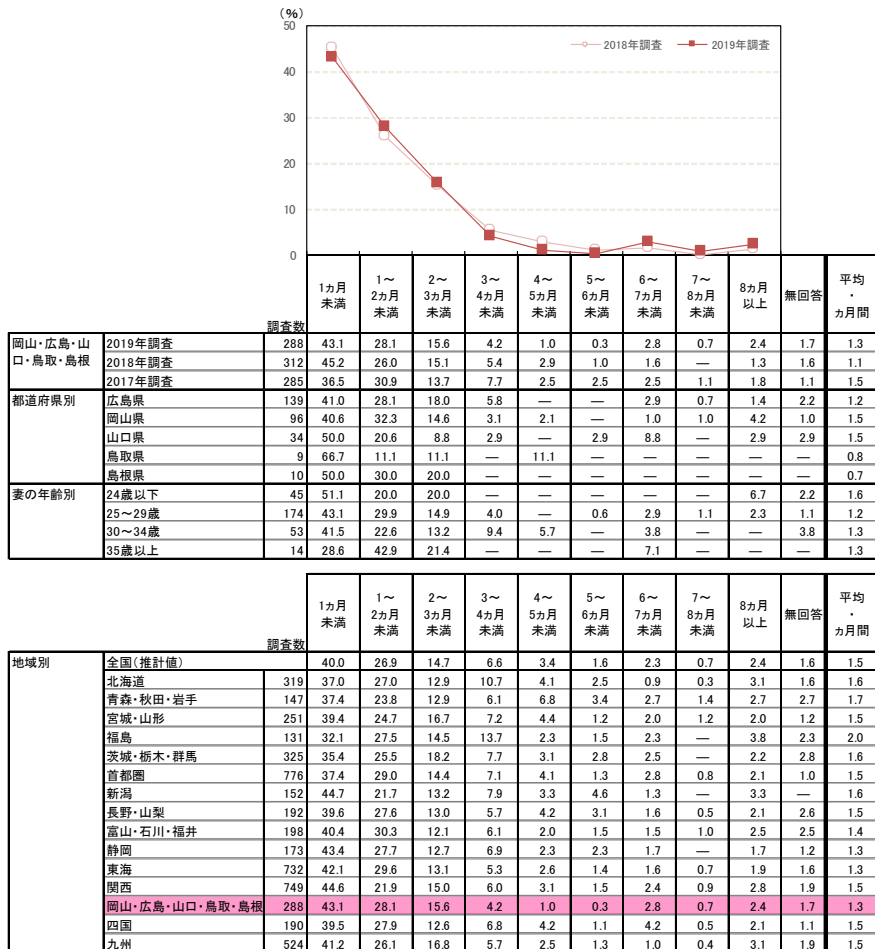 (%)
50
40
30
20
10
0
2018年調査 2019年調査
調査数 1ヵ月未満 1～2ヵ月未満 2～3ヵ月未満 3～4ヵ月未満 4～5ヵ月未満 5～6ヵ月未満 6～7ヵ月未満 7～8ヵ月未満 8ヵ月以上 無回答 平均・ヵ月間
岡山・広島・山口・鳥取・島根 2019年調査 288 43.1 28.1 15.6 4.2 1.0 0.3 2.8 0.7 2.4 1.7 1.3
2018年調査 312 45.2 26.0 15.1 5.4 2.9 1.0 1.6 — 1.3 1.6 1.1
2017年調査 285 36.5 30.9 13.7 7.7 2.5 2.5 2.5 1.1 1.8 1.1 1.5
都道府県別 広島県 139 41.0 28.1 18.0 5.8 — — 2.9 0.7 1.4 2.2 1.2
岡山県 96 40.6 32.3 14.6 3.1 2.1 — 1.0 1.0 4.2 1.0 1.5
山口県 34 50.0 20.6 8.8 2.9 — 2.9 8.8 — 2.9 2.9 1.5
鳥取県 9 66.7 11.1 11.1 — 11.1 — — — — — 0.8
島根県 10 50.0 30.0 20.0 — — — — — — — 0.7
妻の年齢別 24歳以下 45 51.1 20.0 20.0 — — — — — 6.7 2.2 1.6
25～29歳 174 43.1 29.9 14.9 4.0 — 0.6 2.9 1.1 2.3 1.1 1.2
30～34歳 53 41.5 22.6 13.2 9.4 5.7 — 3.8 — — 3.8 1.3
35歳以上 14 28.6 42.9 21.4 — — — 7.1 — — — 1.3
調査数 1ヵ月未満 1～2ヵ月未満 2～3ヵ月未満 3～4ヵ月未満 4～5ヵ月未満 5～6ヵ月未満 6～7ヵ月未満 7～8ヵ月未満 8ヵ月以上 無回答 平均・ヵ月間
地域別 全国(推計値) 40.0 26.9 14.7 6.6 3.4 1.6 2.3 0.7 2.4 1.6 1.5
北海道 319 37.0 27.0 12.9 10.7 4.1 2.5 0.9 0.3 3.1 1.6 1.6
青森・秋田・岩手 147 37.4 23.8 12.9 6.1 6.8 3.4 2.7 1.4 2.7 2.7 1.7
宮城・山形 251 39.4 24.7 16.7 7.2 4.4 1.2 2.0 1.2 2.0 1.2 1.5
福島 131 32.1 27.5 14.5 13.7 2.3 1.5 2.3 — 3.8 2.3 2.0
茨城・栃木・群馬 325 35.4 25.5 18.2 7.7 3.1 2.8 2.5 — 2.2 2.8 1.6
首都圏 776 37.4 29.0 14.4 7.1 4.1 1.3 2.8 0.8 2.1 1.0 1.5
新潟 152 44.7 21.7 13.2 7.9 3.3 4.6 1.3 — 3.3 — 1.6
長野・山梨 192 39.6 27.6 13.0 5.7 4.2 3.1 1.6 0.5 2.1 2.6 1.5
富山・石川・福井 198 40.4 30.3 12.1 6.1 2.0 1.5 1.5 1.0 2.5 2.5 1.4
静岡 173 43.4 27.7 12.7 6.9 2.3 2.3 1.7 — 1.7 1.2 1.3
東海 732 42.1 29.6 13.1 5.3 2.6 1.4 1.6 0.7 1.9 1.6 1.3
関西 749 44.6 21.9 15.0 6.0 3.1 1.5 2.4 0.9 2.8 1.9 1.5
岡山・広島・山口・鳥取・島根 288 43.1 28.1 15.6 4.2 1.0 0.3 2.8 0.7 2.4 1.7 1.3
四国 190 39.5 27.9 12.6 6.8 4.2 1.1 4.2 0.5 2.1 1.1 1.5
九州 524 41.2 26.1 16.8 5.7 2.5 1.3 1.0 0.4 3.1 1.9 1.5